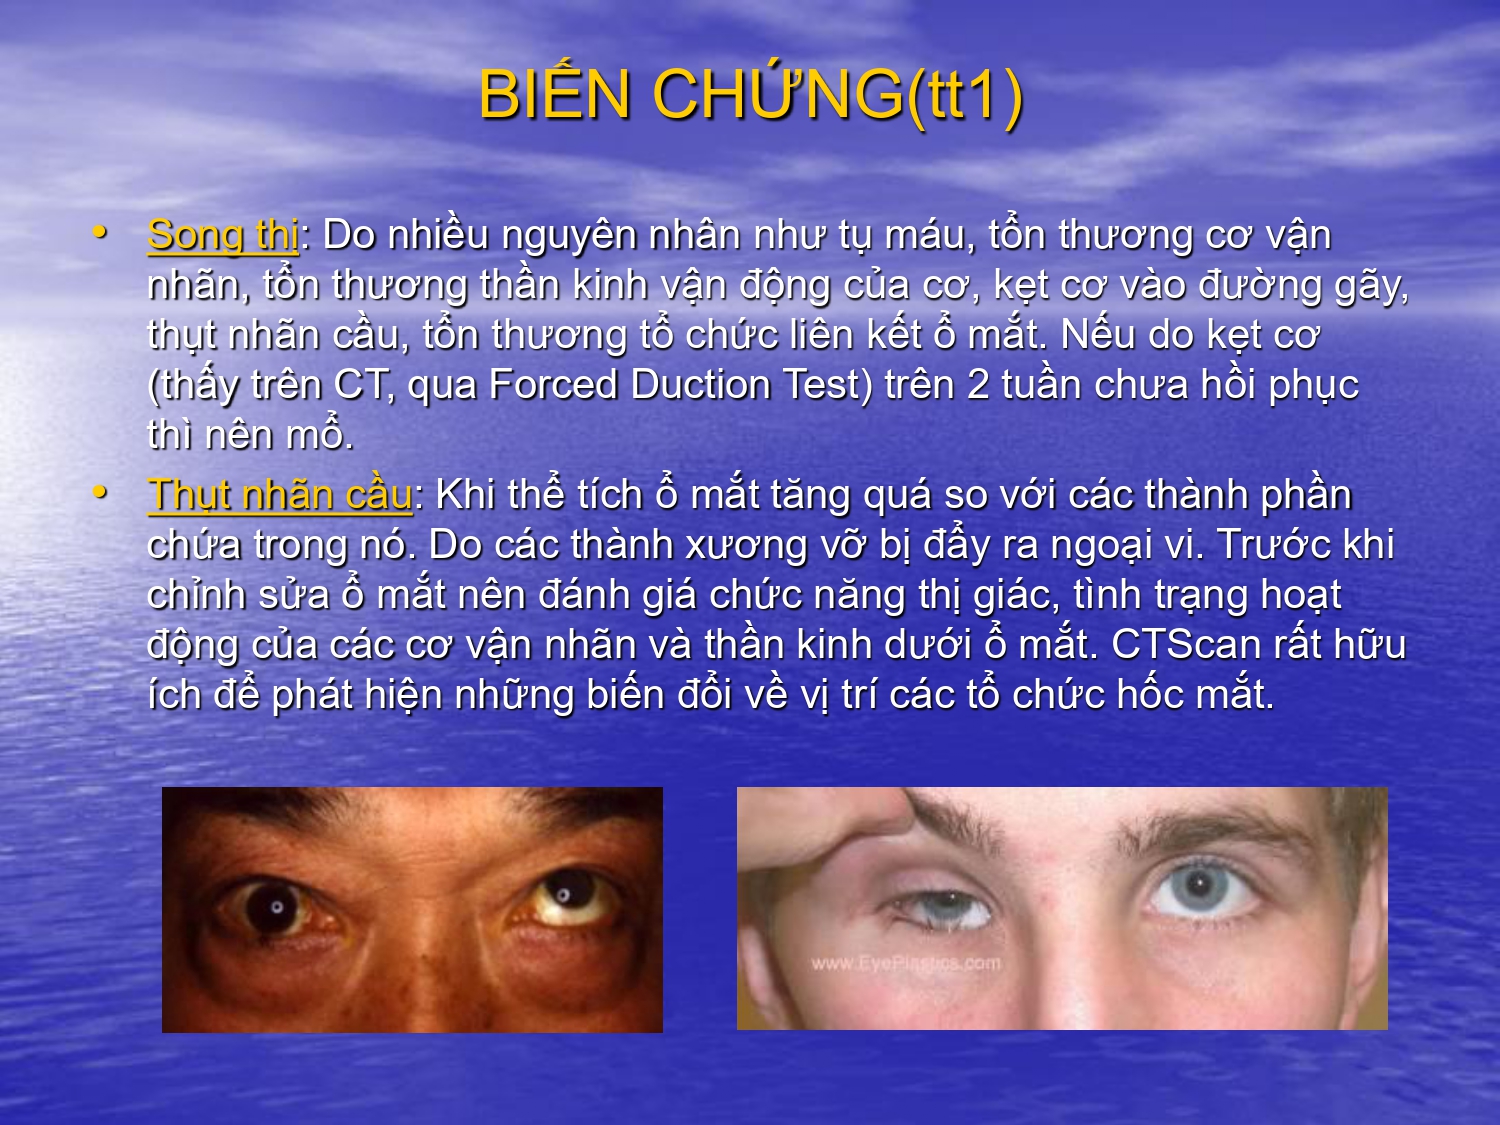 BIẾN CHỨNG(tt1)
• Song thị: Do nhiều nguyên nhân như tụ máu, tổn thương cơ vận
nhãn, tổn thương thần kinh vận động của cơ, kẹt cơ vào đường gãy,
thụt nhãn cầu, tổn thương tổ chức liên kết ổ mắt. Nếu do kẹt cơ
(thấy trên CT, qua Forced Duction Test) trên 2 tuần chưa hồi phục
thì nên mổ.
• Thụt nhãn cầu: Khi thể tích ổ mắt tăng quá so với các thành phần
chứa trong nó. Do các thành xương vỡ bị đẩy ra ngoại vi. Trước khi
chỉnh sửa ổ mắt nên đánh giá chức năng thị giác, tình trạng hoạt
động của các cơ vận nhãn và thần kinh dưới ổ mắt. CTScan rất hữu
ích để phát hiện những biến đổi về vị trí các tổ chức hốc mắt.
www.EyePlastics.com